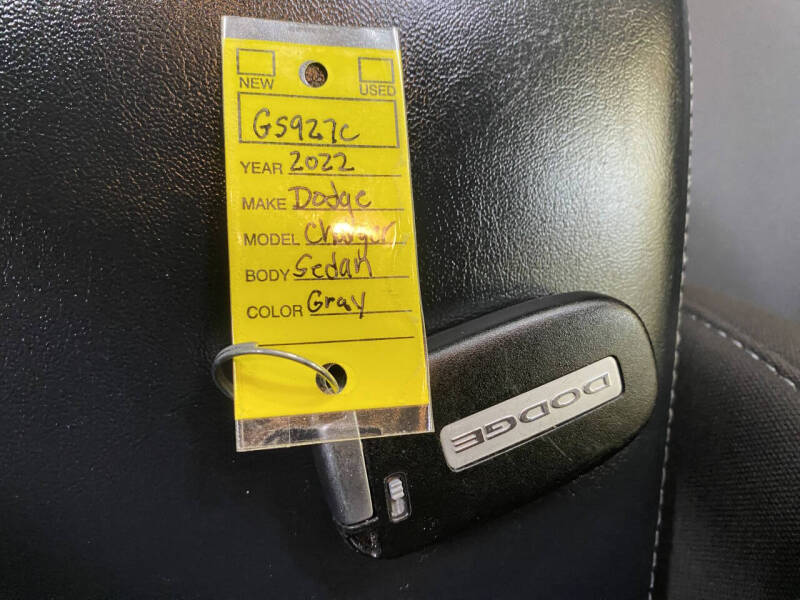 NEW USED
GS927C
YEAR 2022
MAKE Dodge
MODEL Charger
BODY Sedan
COLOR Gray
DODGE